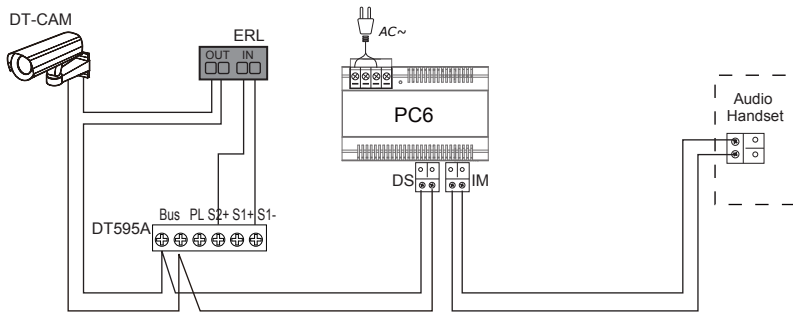 DT-CAM
ERL
OUT IN
AC~
PC6
DS
IM
Audio
Handset
Bus PL S2+ S1+ S1-
DT595A